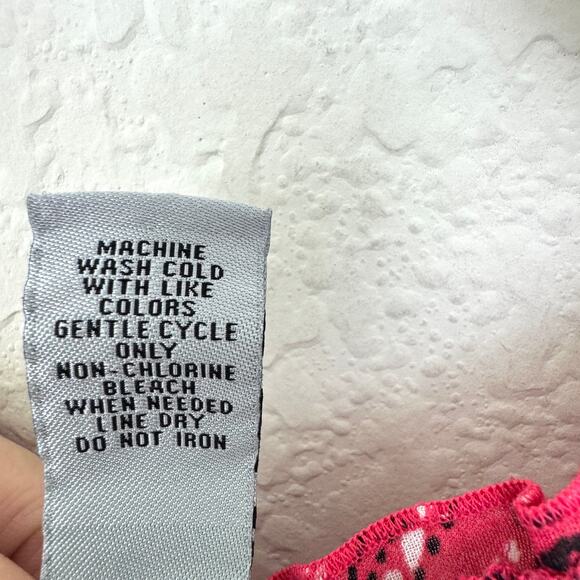 MACHINE
WASH COLD
WITH LIKE
COLORS
GENTLE CYCLE
ONLY
NON-CHLORINE
BLEACH
WHEN NEEDED
LINE DRY
DO NOT IRON